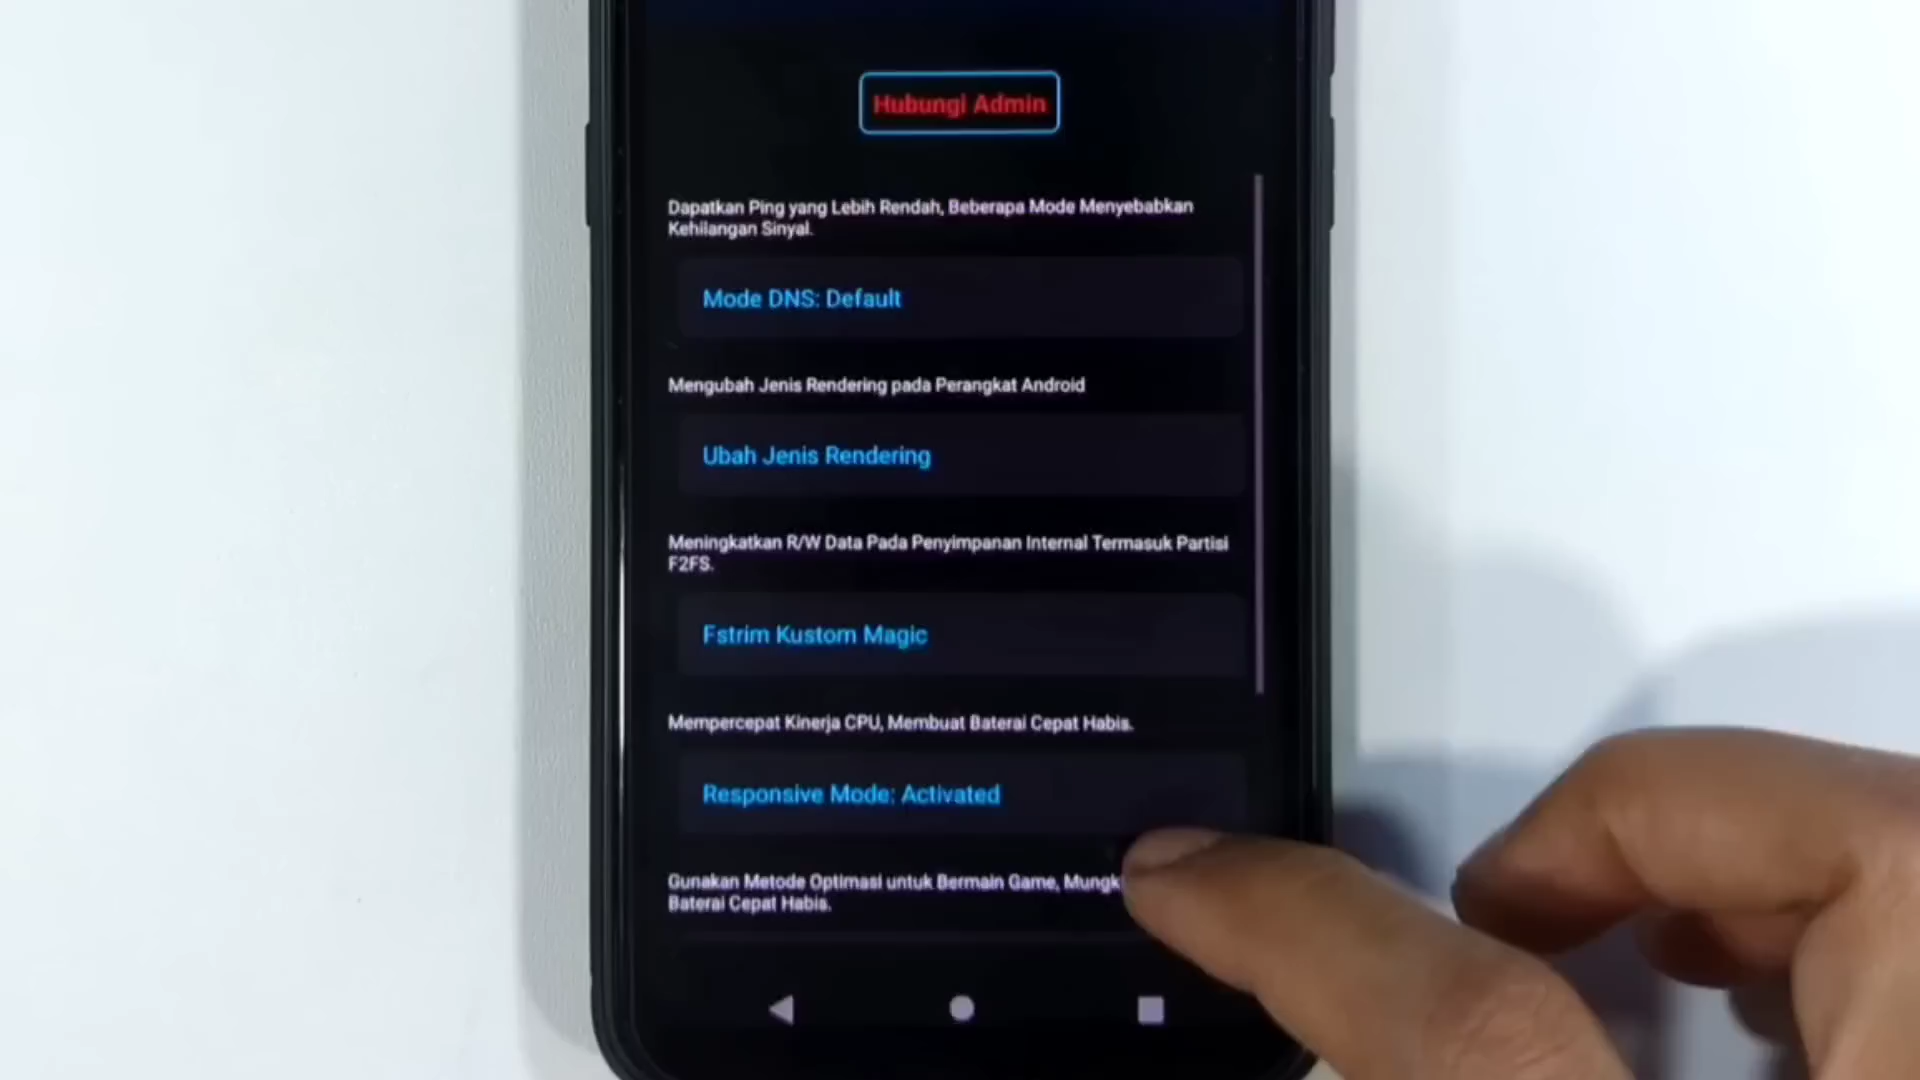 Hubungi Admin
Dapatkan Ping yang Lebih Rendah, Beberapa Mode Menyebabkan
Kehilangan Sinyal.
Mode DNS: Default
Mengubah Jenis Rendering pada Perangkat Android
Ubah Jenis Rendering
Meningkatkan R/W Data Pada Penyimpanan Internal Termasuk Partisi
F2FS.
Fstrim Kustom Magic
Mempercepat Kinerja CPU, Membuat Baterai Cepat Habis.
Responsive Mode: Activated
Gunakan Metode Optimasi untuk Bermain Game,
Baterai Cepat Habis.